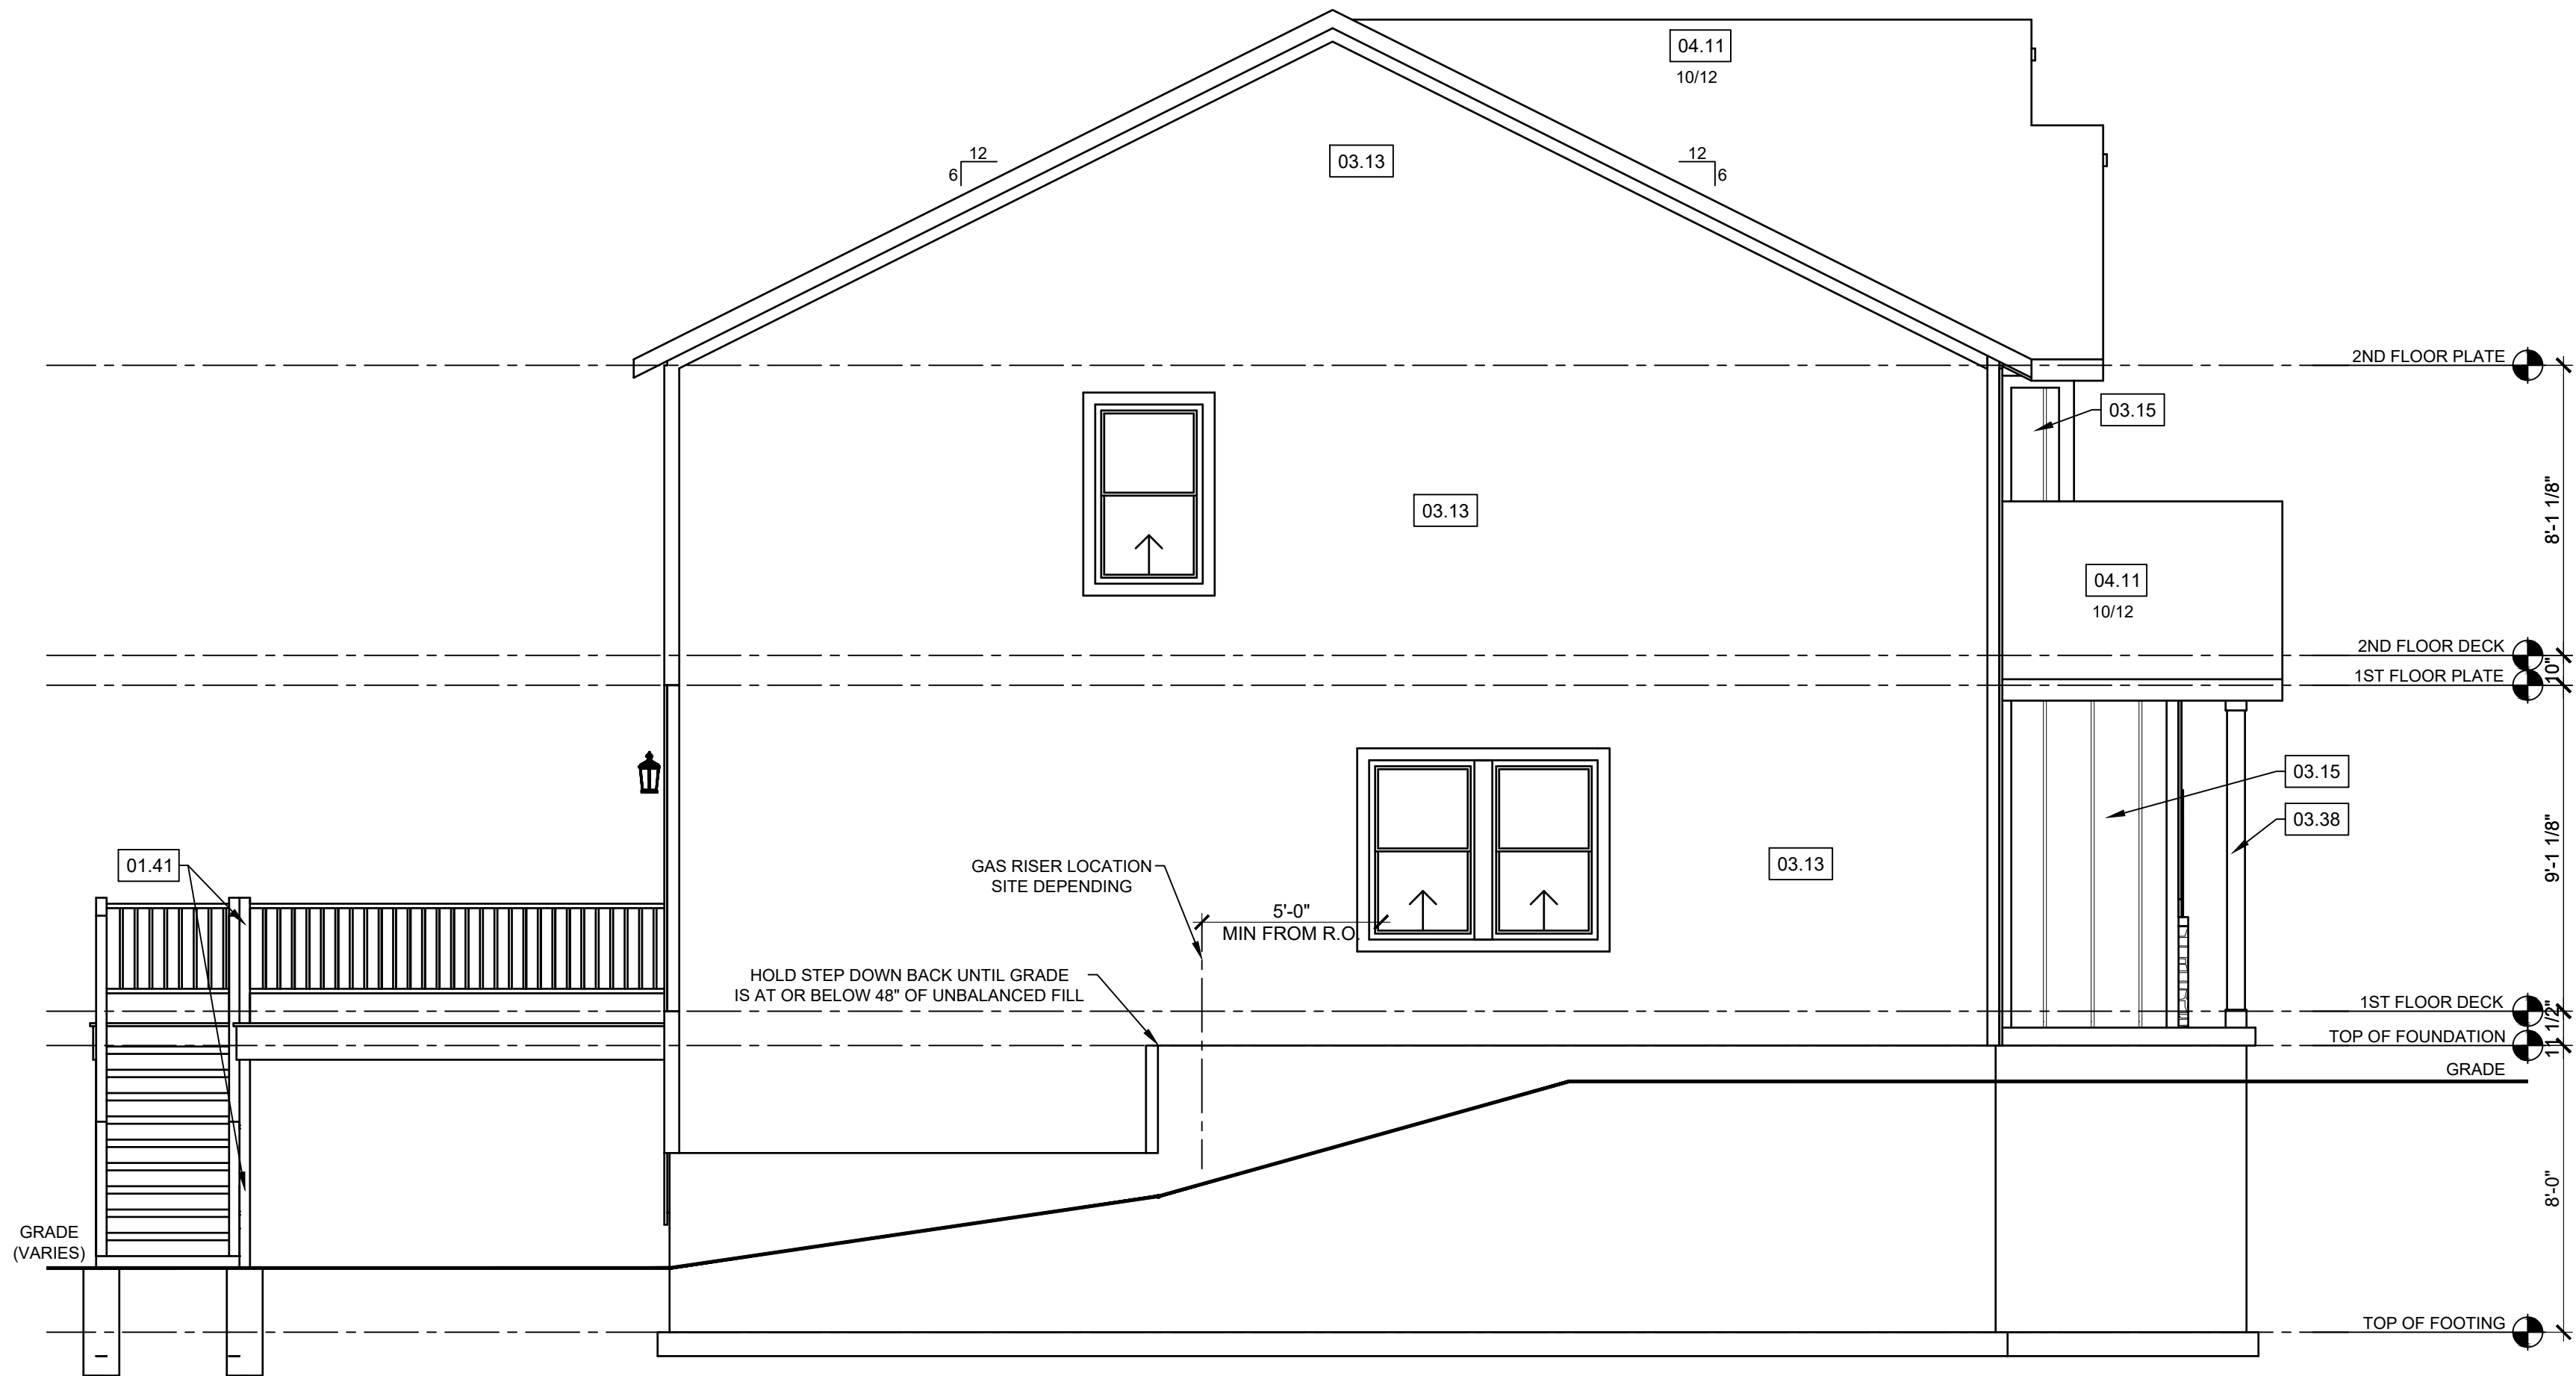 04.11
10/12
12
6
12
6
03.13
2ND FLOOR PLATE
03.15
8'-1 1/8"
03.13
04.11
10/12
2ND FLOOR DECK
10"
1ST FLOOR PLATE
03.15
03.38
9'-1 1/8"
01.41
GAS RISER LOCATION
SITE DEPENDING
03.13
5'-0"
MIN FROM R.O.
HOLD STEP DOWN BACK UNTIL GRADE
IS AT OR BELOW 48" OF UNBALANCED FILL
1ST FLOOR DECK
11 1/2"
TOP OF FOUNDATION
GRADE
8'-0"
GRADE
(VARIES)
TOP OF FOOTING